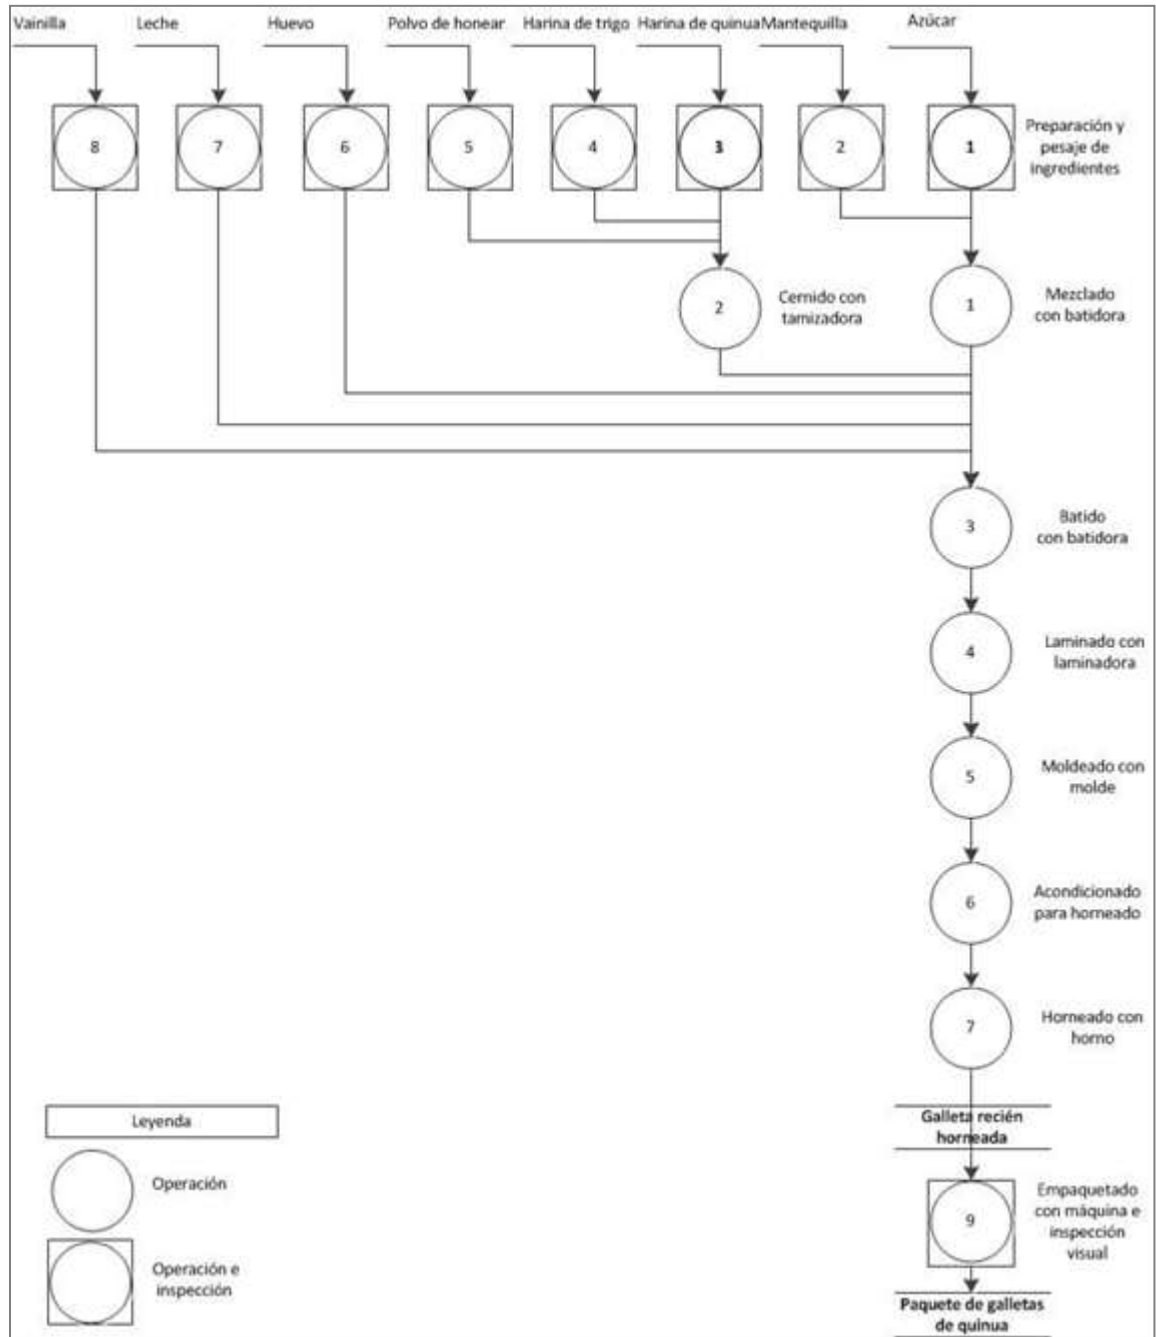 Vainilla
Leche
Huevo
Polvo de honear
Harina de trigo
Harina de quinua
Mantequilla
Azúcar
8
7
6
5
4
3
2
1
Preparación y
pesaje de
ingredientes
2
Cernido con
tamizadora
1
Mezclado
con batidora
3
Batido
con batidora
4
Laminado con
laminadora
5
Moldeado con
molde
6
Acondicionado
para horneado
7
Horneado con
horno
Galleta recién
horneada
9
Empaquetado
con máquina e
inspección
visual
Paquete de galletas
de quinua
Leyenda
Operación
Operación e
inspección